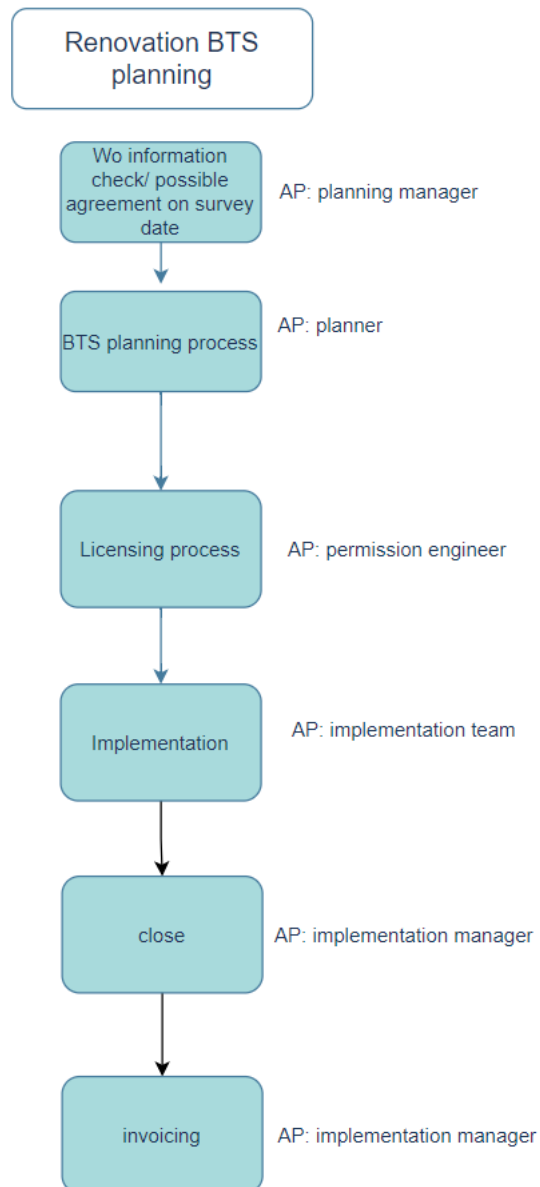 Renovation BTS
planning
Wo information
check/ possible
agreement on survey
date
AP: planning manager
BTS planning process
AP: planner
Licensing process
AP: permission engineer
Implementation
AP: implementation team
close
AP: implementation manager
invoicing
AP: implementation manager